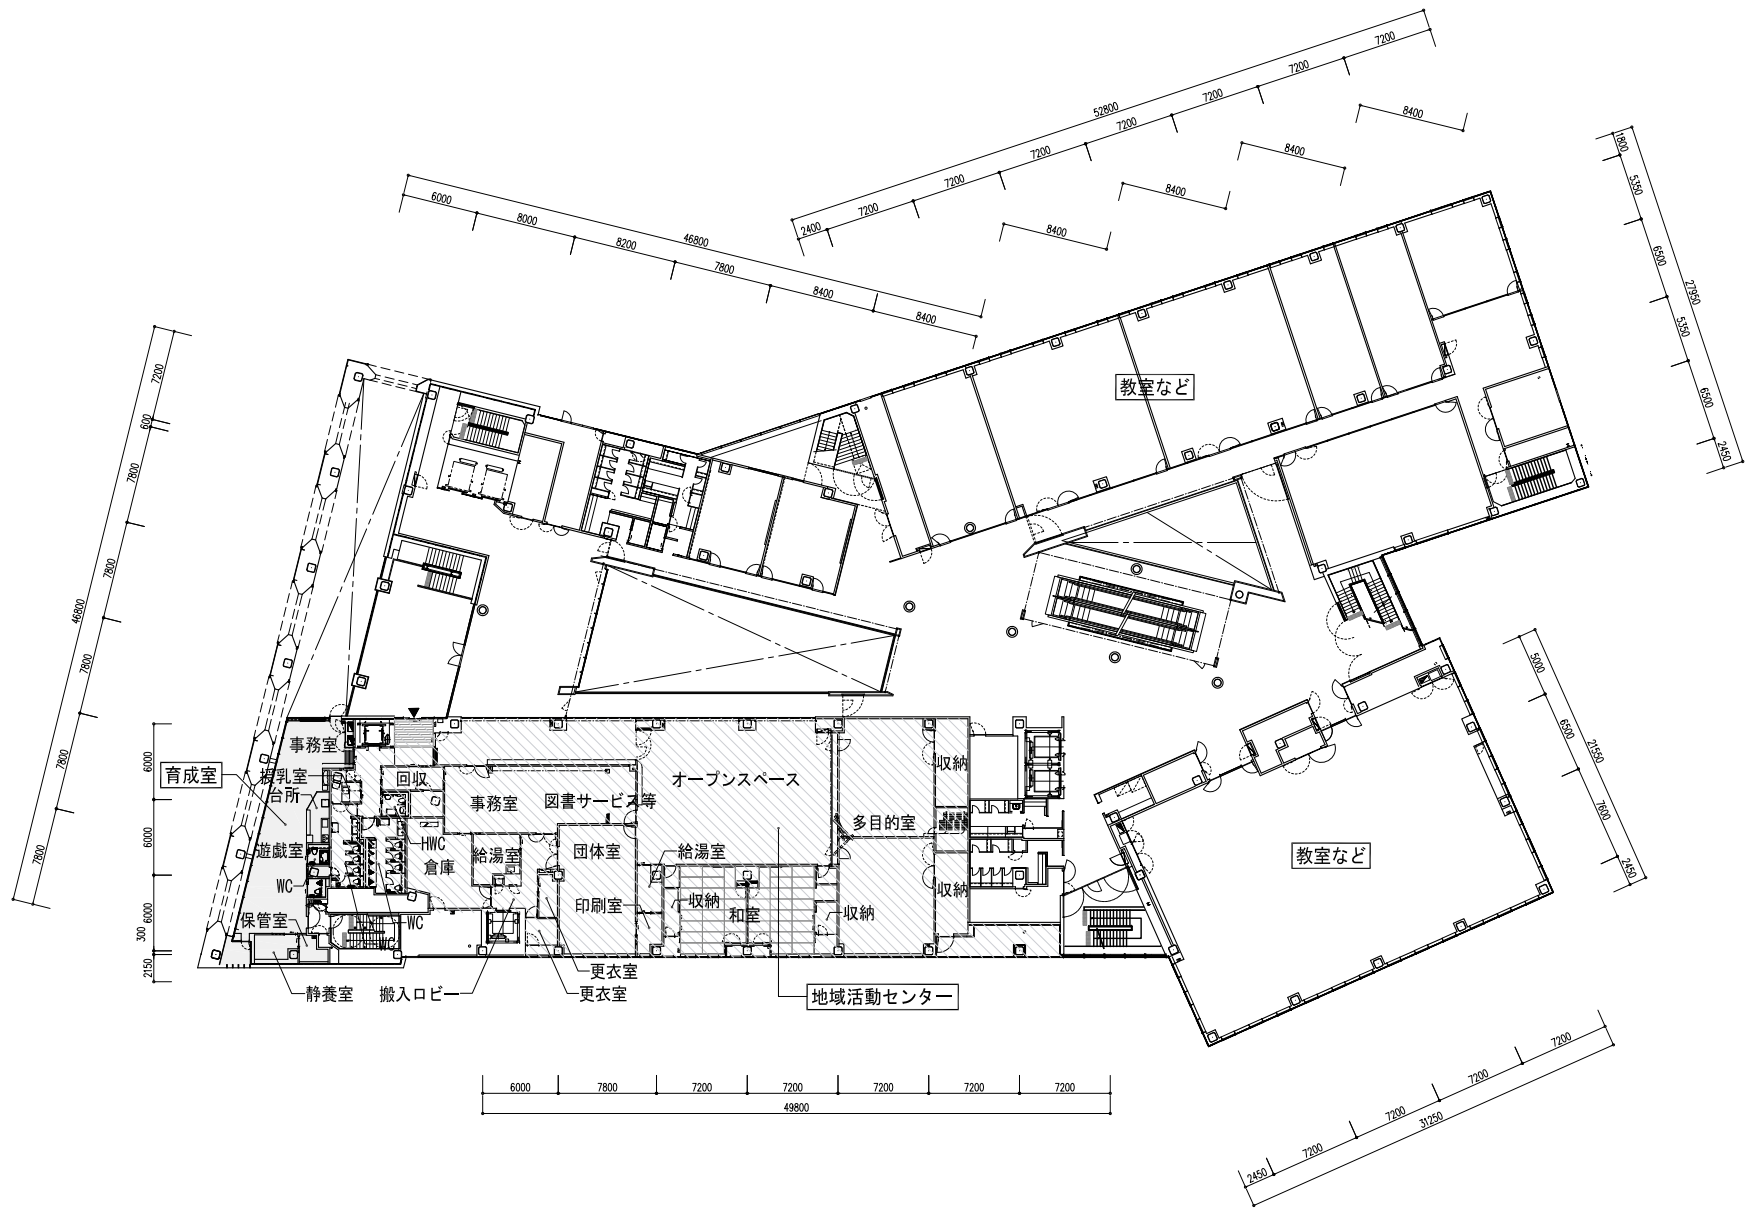 7200
7200
7200
7200
7200
7200
7200
2400
52800
8400
8400
8400
8400
6000
8000
8200
7800
8400
8400
46800
1800
5350
6500
5350
6500
2450
27950
7200
600
7800
7800
7800
7800
7800
46800
教室など
教室など
5000
6500
7600
2450
21550
6000
6000
6000
300
2150
事務室
育成室
授乳室
台所
遊戯室
WC
保管室
静養室
回収
HWC
倉庫
WC
WC
搬入ロビー
事務室
図書サービス等
給湯室
団体室
印刷室
更衣室
更衣室
オープンスペース
給湯室
収納
和室
収納
多目的室
収納
収納
地域活動センター
6000
7800
7200
7200
7200
7200
7200
49800
2450
7200
7200
7200
7200
31250